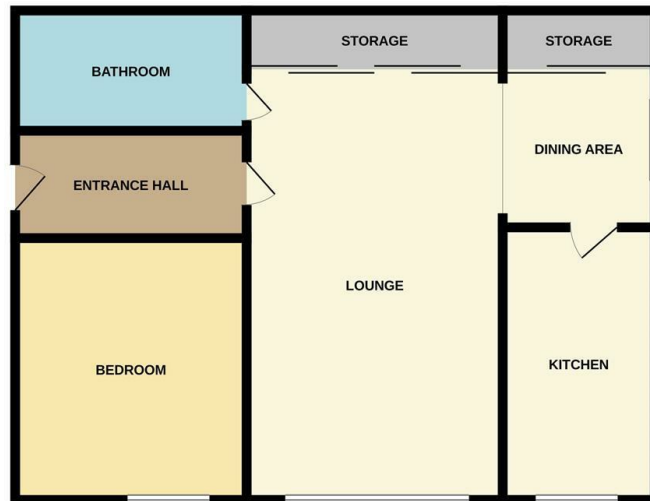 STORAGE
STORAGE
BATHROOM
DINING AREA
ENTRANCE HALL
LOUNGE
KITCHEN
BEDROOM